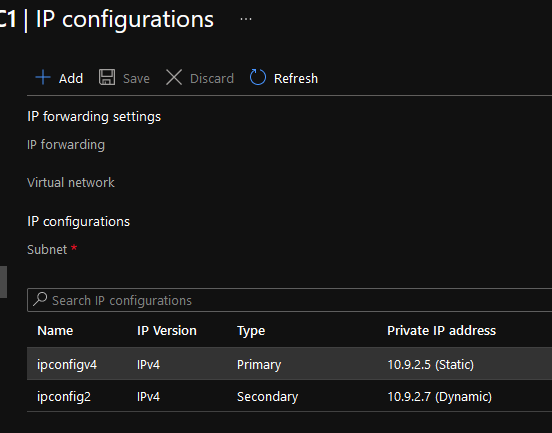 C1 | IP configurations ...
+ Add Save Discard Refresh
IP forwarding settings
IP forwarding
Virtual network
IP configurations
Subnet *
Search IP configurations
Name IP Version Type Private IP address
ipconfigv4 IPv4 Primary 10.9.2.5 (Static)
ipconfig2 IPv4 Secondary 10.9.2.7 (Dynamic)